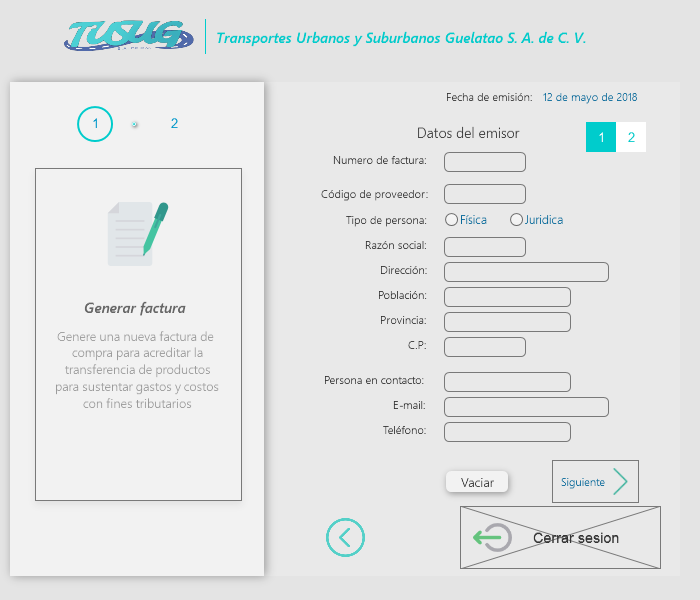 TUSUG
Transportes Urbanos y Suburbanos Guelatao S. A. de C. V.
1
2
Generar factura
Genere una nueva factura de
compra para acreditar la
transferencia de productos
para sustentar gastos y costos
con fines tributarios
Fecha de emisión: 12 de mayo de 2018
Datos del emisor
1 2
Numero de factura:
Código de proveedor:
Tipo de persona: Física Juridica
Razón social:
Dirección:
Población:
Provincia:
C.P:
Persona en contacto:
E-mail:
Teléfono:
Vaciar
Siguiente
Cerrar sesion